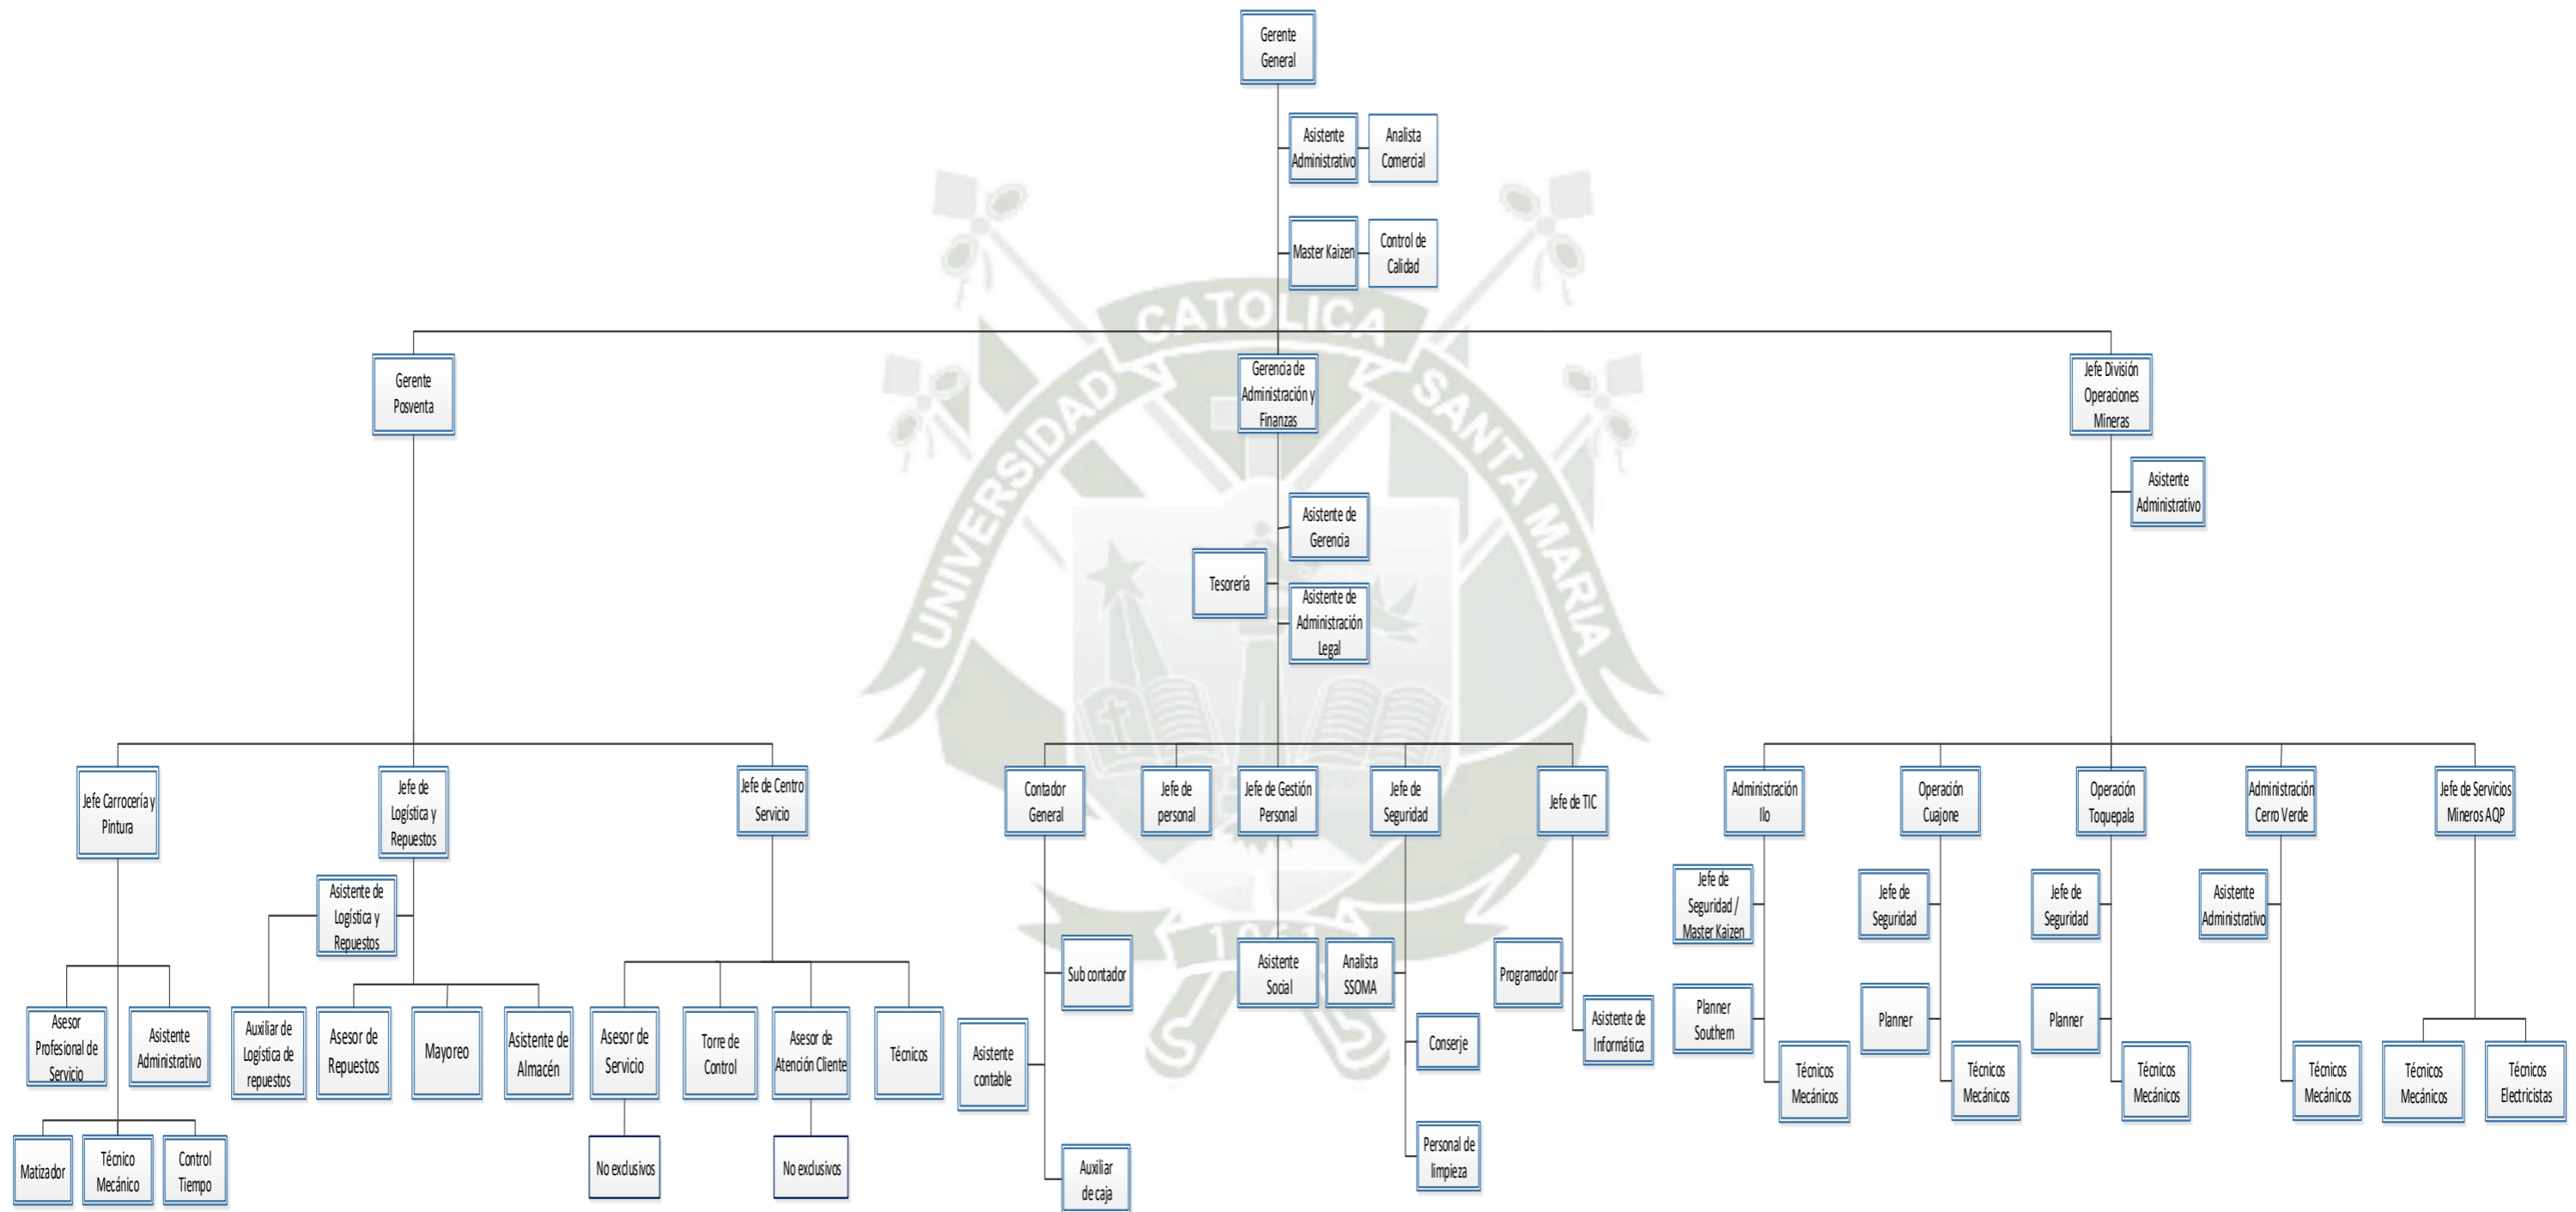 Gerente
General
Asistente
Administrativo
Analista
Comercial
Master Kaizen
Control de
Calidad
CATOLICA
UNIVERSIDAD
SANTA MARIA
Gerente
Posventa
Gerencia de
Administración y
Finanzas
Jefe División
Operaciones
Mineras
Asistente
Administrativo
Asistente de
Gerencia
Tesorería
Asistente de
Administración
Legal
Jefe Carrocería y
Pintura
Jefe de
Logística y
Repuestos
Jefe de Centro
Servicio
Contador
General
Jefe de
personal
Jefe de Gestión
Personal
Jefe de
Seguridad
Jefe de TIC
Administración
Ilo
Operación
Cuajone
Operación
Toquepala
Administración
Cerro Verde
Jefe de Servicios
Mineros AQP
Asistente de
Logística y
Repuestos
Jefe de
Seguridad /
Master Kaizen
Jefe de
Seguridad
Jefe de
Seguridad
Asistente
Administrativo
1961
Sub contador
Asistente
Social
Analista
SSOMA
Programador
Asesor
Profesional de
Servicio
Asistente
Administrativo
Auxiliar de
Logística de
repuestos
Asesor de
Repuestos
Mayoreo
Asistente de
Almacén
Asesor de
Servicio
Torre de
Control
Asesor de
Atención Cliente
Técnicos
Asistente
contable
Conserje
Asistente de
Informática
Planner
Southern
Planner
Planner
Técnicos
Mecánicos
Técnicos
Mecánicos
Técnicos
Mecánicos
Técnicos
Mecánicos
Técnicos
Mecánicos
Técnicos
Electricistas
Matizador
Técnico
Mecánico
Control
Tiempo
No exclusivos
No exclusivos
Auxiliar
de caja
Personal de
limpieza